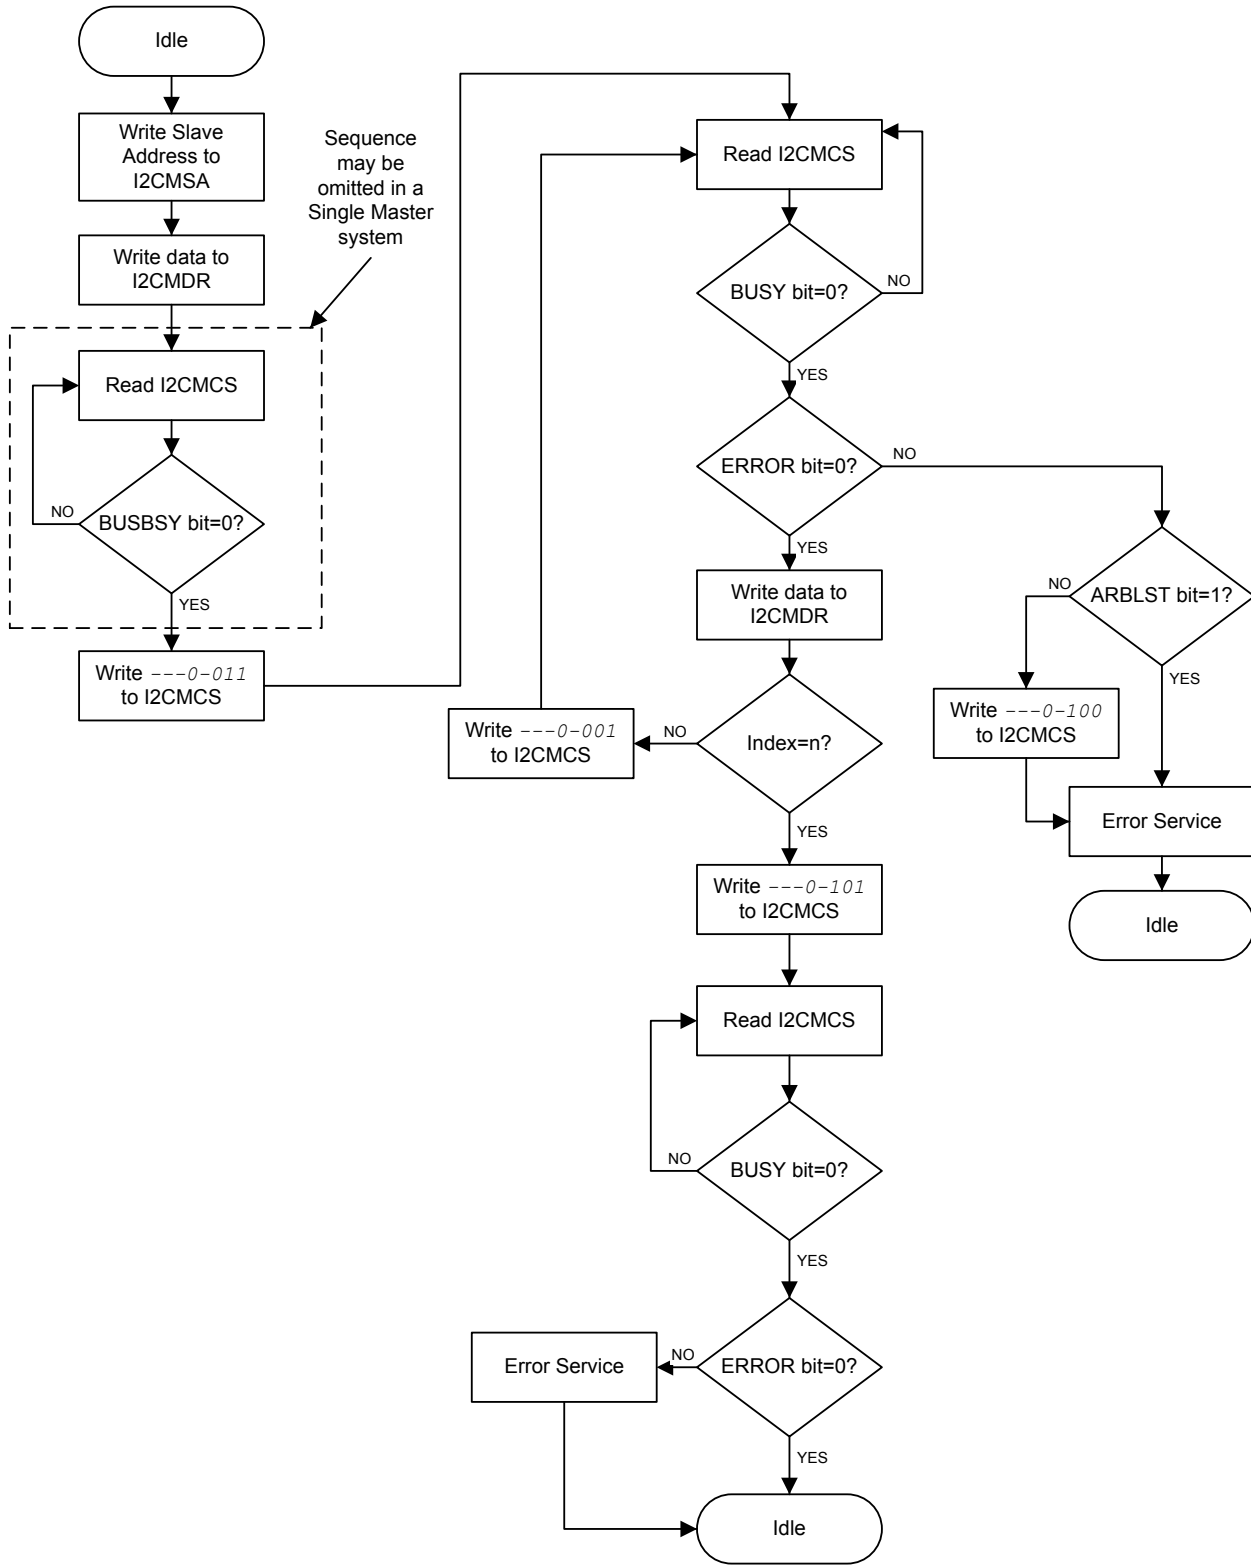 Idle
Write Slave
Address to
I2CMSA
Write data to
I2CMDR
Sequence
may be
omitted in a
Single Master
system
Read I2CMCS
BUSBSY bit=0?
NO
YES
Write ---0-011
to I2CMCS
Read I2CMCS
BUSY bit=0?
NO
YES
ERROR bit=0?
NO
YES
Write data to
I2CMDR
Index=n?
NO
Write ---0-001
to I2CMCS
YES
ARBLST bit=1?
NO
YES
Write ---0-100
to I2CMCS
Error Service
Idle
Write ---0-101
to I2CMCS
Read I2CMCS
BUSY bit=0?
NO
YES
ERROR bit=0?
NO
Error Service
YES
Idle